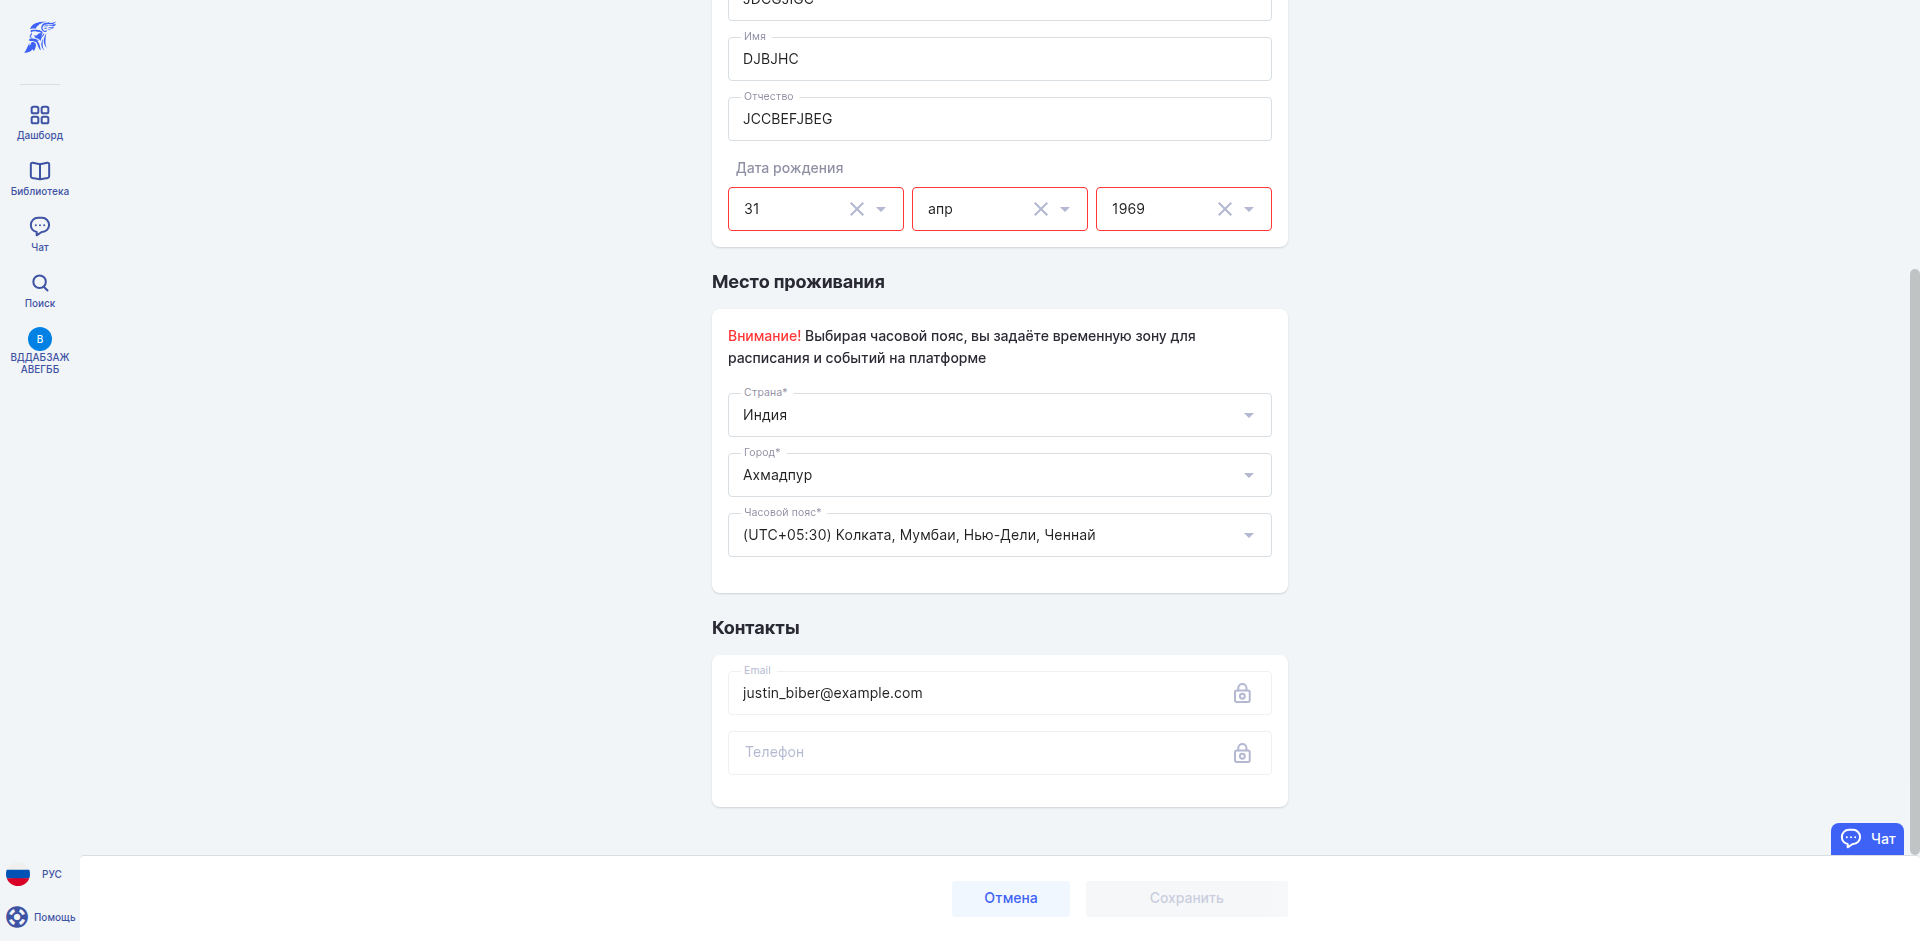 Имя
DJBJHC
Отчество
JCCBEFJBEG
Дата рождения
31
апр
1969
Место проживания
Внимание! Выбирая часовой пояс, вы задаёте временную зону для
расписания и событий на платформе
Страна*
Индия
Город*
Ахмадпур
Часовой пояс*
(UTC+05:30) Колката, Мумбаи, Нью-Дели, Ченнай
Контакты
Email
justin_biber@example.com
Телефон
Отмена
Сохранить
Чат
Дашборд
Библиотека
Чат
Поиск
В
ВДДАБЗАЖ
АВЕГББ
РУС
Помощь